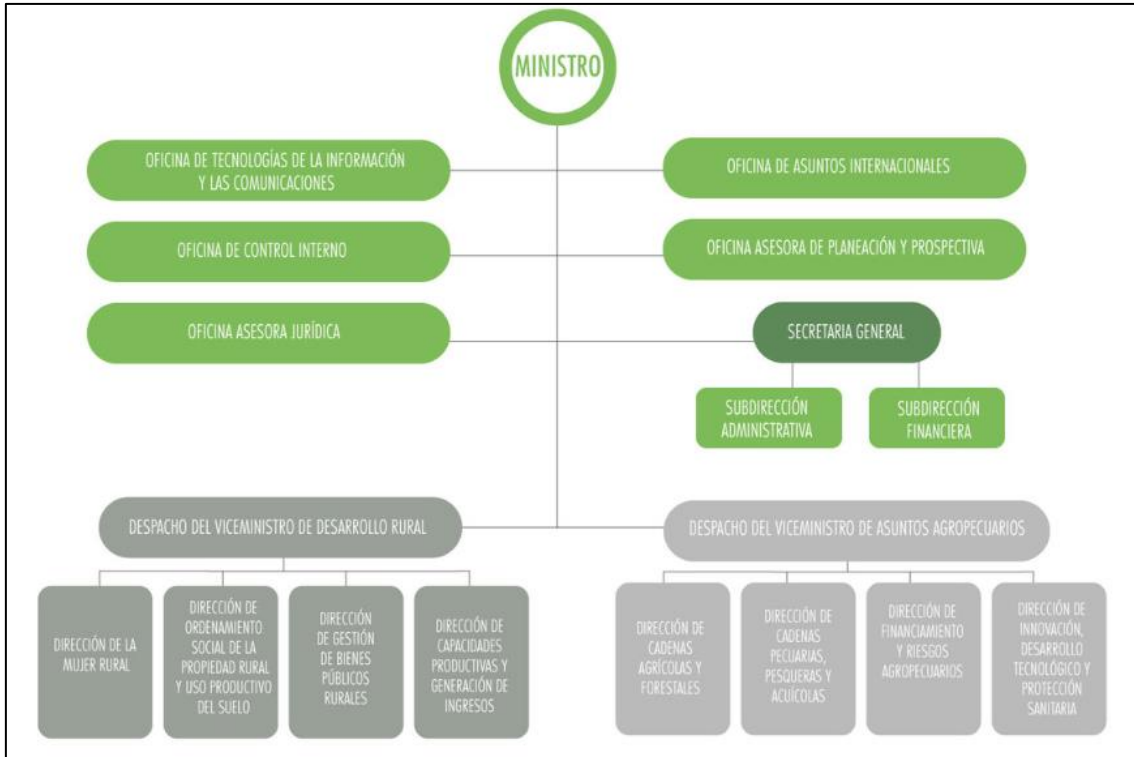 MINISTRO
OFICINA DE TECNOLOGÍAS DE LA INFORMACIÓN
Y LAS COMUNICACIONES
OFICINA DE ASUNTOS INTERNACIONALES
OFICINA DE CONTROL INTERNO
OFICINA ASESORA DE PLANEACIÓN Y PROSPECTIVA
OFICINA ASESORA JURÍDICA
SECRETARIA GENERAL
SUBDIRECCIÓN
ADMINISTRATIVA
SUBDIRECCIÓN
FINANCIERA
DESPACHO DEL VICEMINISTRO DE DESARROLLO RURAL
DESPACHO DEL VICEMINISTRO DE ASUNTOS AGROPECUARIOS
DIRECCIÓN DE LA
MUJER RURAL
DIRECCIÓN DE
ORDENAMIENTO
SOCIAL DE LA
PROPIEDAD RURAL
Y USO PRODUCTIVO
DEL SUELO
DIRECCIÓN
DE GESTIÓN
DE BIENES
PÚBLICOS
RURALES
DIRECCIÓN DE
CAPACIDADES
PRODUCTIVAS Y
GENERACIÓN DE
INGRESOS
DIRECCIÓN DE
CADENAS
AGRÍCOLAS Y
FORESTALES
DIRECCIÓN DE
CADENAS
PECUARIAS,
PESQUERAS Y
ACUÍCOLAS
DIRECCIÓN DE
FINANCIAMIENTO
Y RIESGOS
AGROPECUARIOS
DIRECCIÓN DE
INNOVACIÓN,
DESARROLLO
TECNOLÓGICO Y
PROTECCIÓN
SANITARIA